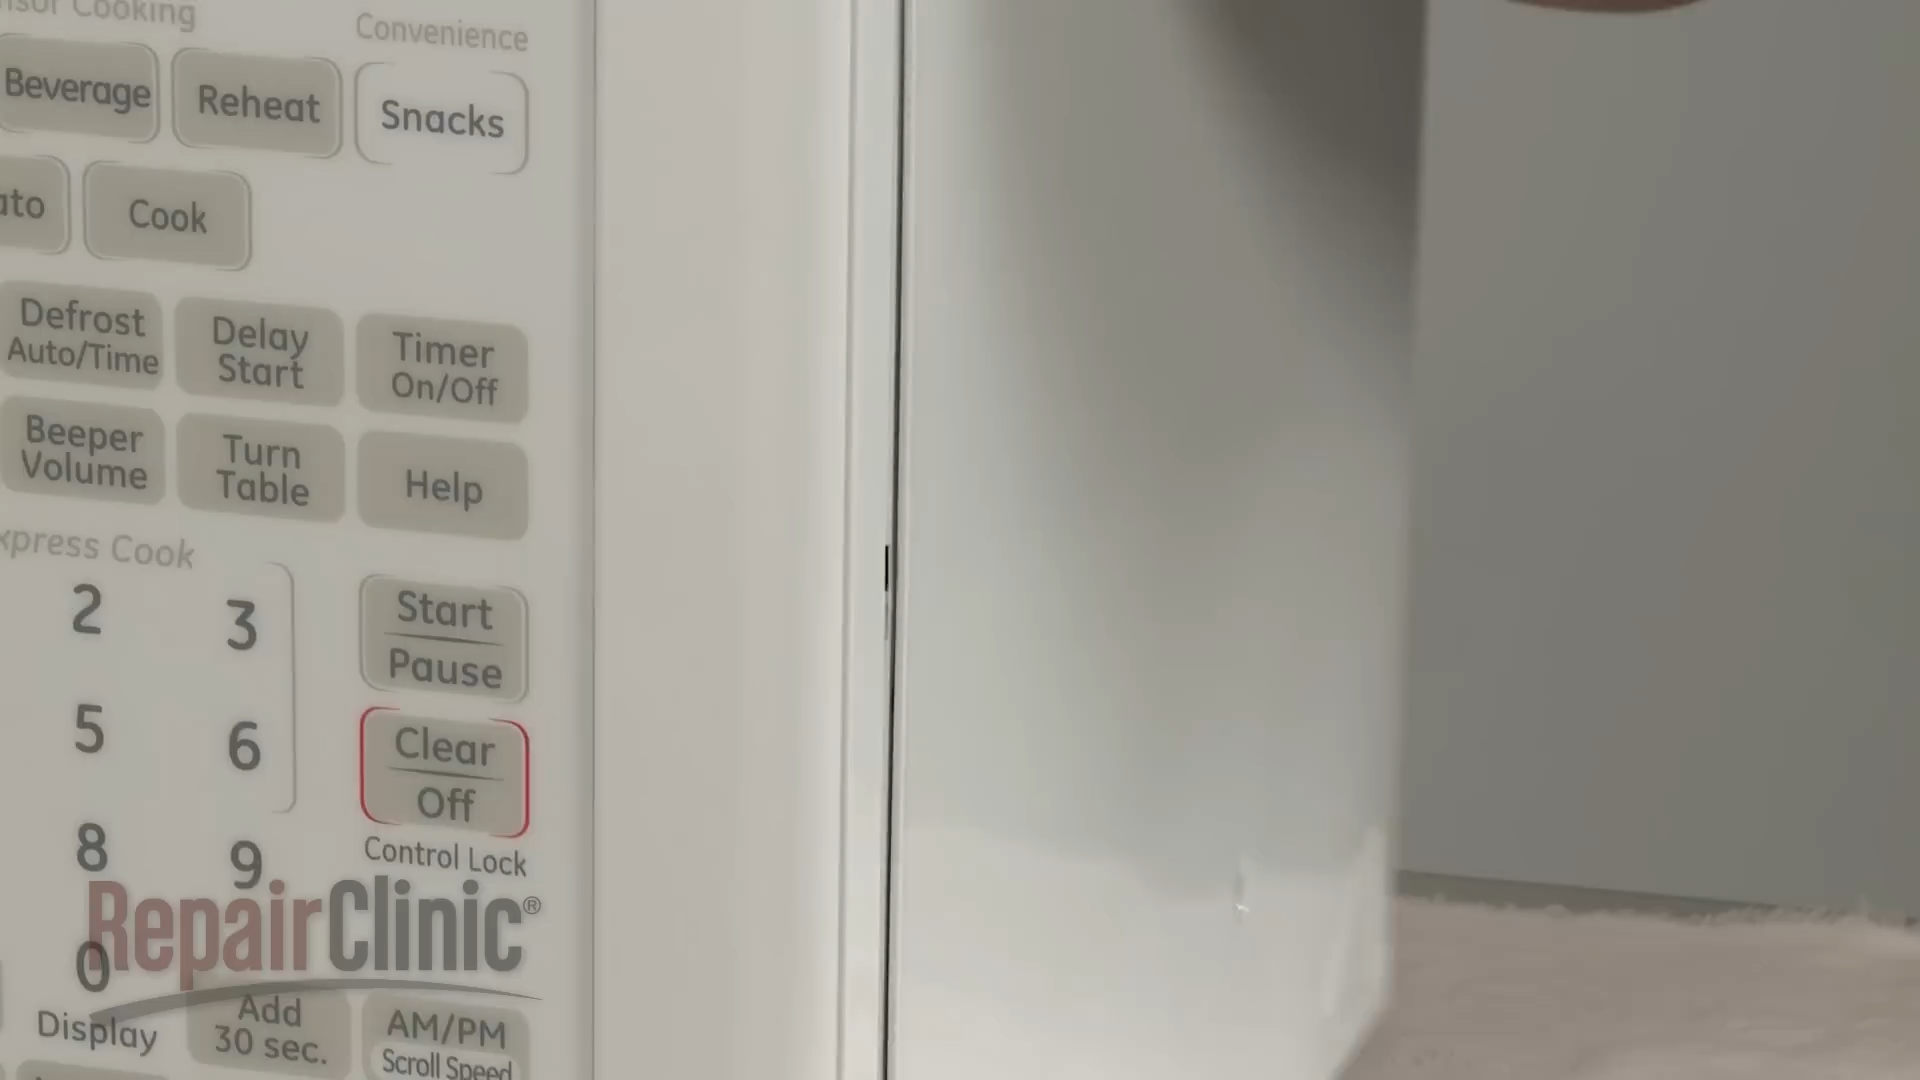 Cooking
Convenience
Beverage
Reheat
Snacks
Cook
Defrost
Auto/Time
Delay
Start
Timer
On/Off
Beeper
Volume
Turn
Table
Help
Cook
2
3
Start
Pause
5
6
Clear
Off
8
9
Control Lock
RepairClinic®
0
Display
Add
30 sec.
AM/PM
Scroll Speed